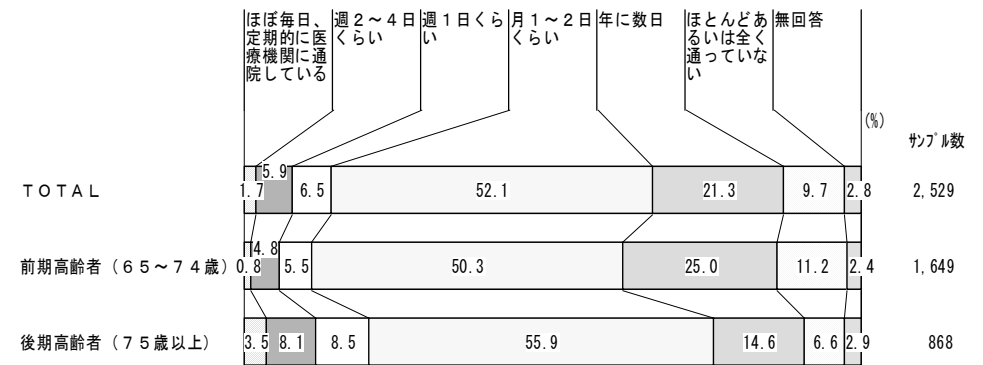 ほぼ毎日、定期的に医療機関に通院している
週２～４日くらい
週１日くらい
月１～２日くらい
年に数日
ほとんどあるいは全く通っていない
無回答
(%)
ｻﾝﾌﾟﾙ数
ＴＯＴＡＬ 1.7 5.9 6.5 52.1 21.3 9.7 2.8 2,529
前期高齢者（６５～７４歳） 0.8 4.8 5.5 50.3 25.0 11.2 2.4 1,649
後期高齢者（７５歳以上） 3.5 8.1 8.5 55.9 14.6 6.6 2.9 868